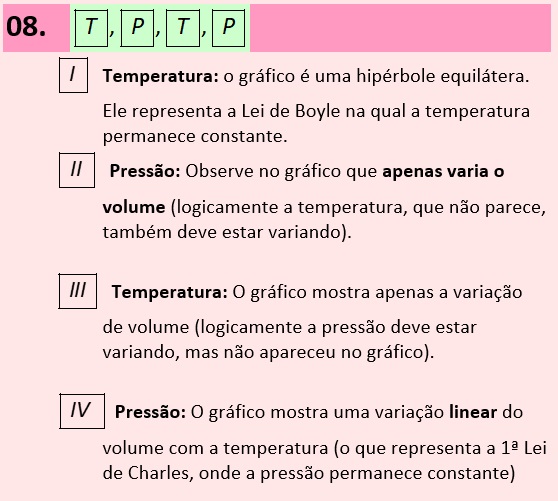 08. T, P, T, P
I Temperatura: o gráfico é uma hipérbole equilátera.
Ele representa a Lei de Boyle na qual a temperatura
permanece constante.
II Pressão: Observe no gráfico que apenas varia o
volume (logicamente a temperatura, que não parece,
também deve estar variando).
III Temperatura: O gráfico mostra apenas a variação
de volume (logicamente a pressão deve estar
variando, mas não apareceu no gráfico).
IV Pressão: O gráfico mostra uma variação linear do
volume com a temperatura (o que representa a 1ª Lei
de Charles, onde a pressão permanece constante)